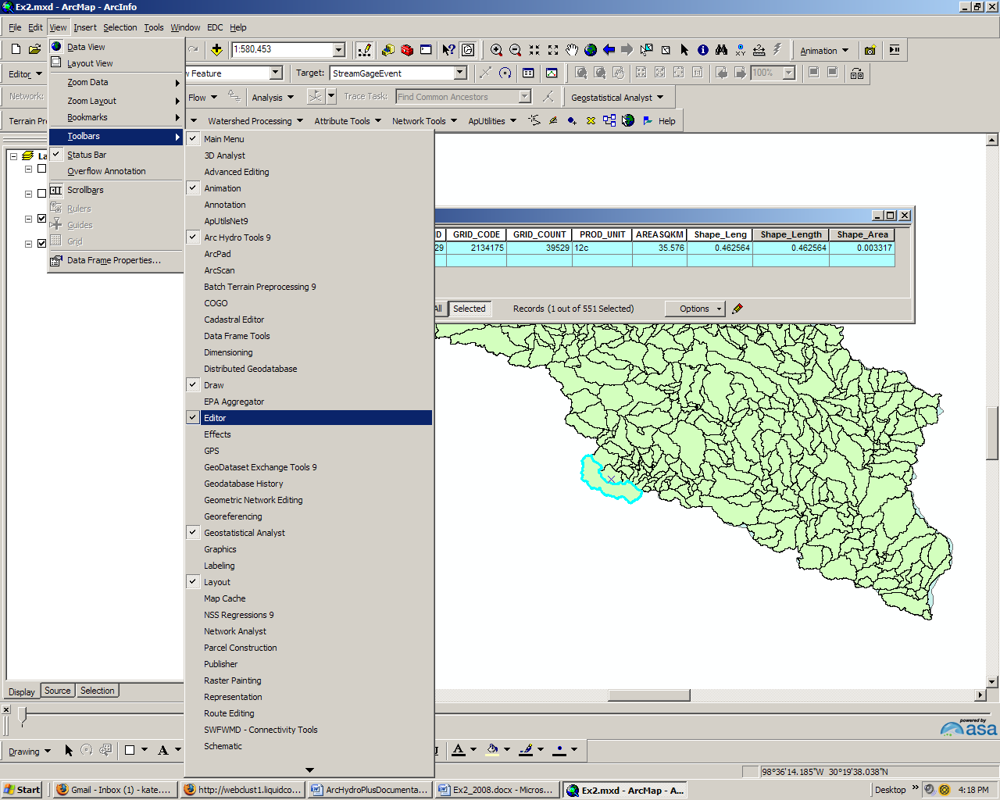 Ex2.mxd - ArcMap - ArcInfo
File Edit View Insert Selection Tools Window EDC Help
1:580,453
Animation
Editor
Feature
Target: StreamGageEvent
100%
Network:
Flow
Analysis
Trace Task: Find Common Ancestors
Geostatistical Analyst
Terrain
Watershed Processing Attribute Tools Network Tools ApUtilities Help
Data View
Layout View
Zoom Data
Zoom Layout
Bookmarks
Toolbars
Status Bar
Overflow Annotation
Scrollbars
Rulers
Guides
Grid
Data Frame Properties...
Main Menu
3D Analyst
Advanced Editing
Animation
Annotation
ApUtilsNet9
Arc Hydro Tools 9
ArcPad
ArcScan
Batch Terrain Preprocessing 9
COGO
Cadastral Editor
Data Frame Tools
Dimensioning
Distributed Geodatabase
Draw
EPA Aggregator
Editor
Effects
GPS
GeoDataset Exchange Tools 9
Geodatabase History
Geometric Network Editing
Georeferencing
Geostatistical Analyst
Graphics
Labeling
Layout
Map Cache
NSS Regressions 9
Network Analyst
Parcel Construction
Publisher
Raster Painting
Representation
Route Editing
SWFWMD - Connectivity Tools
Schematic
GRID_CODE GRID_COUNT PROD_UNIT AREASQKM Shape_Leng Shape_Length Shape_Area
29 2134175 39529 12c 35.576 0.462564 0.462564 0.003317
Selected Records (1 out of 551 Selected) Options
Display Source Selection
powered by
asa
Drawing A A
98°36'14.185"W 30°19'38.038"N
Start Gmail - Inbox (1) - kate.... http://webclust1.liquidco... ArcHydroPlusDocumenta... Ex2_2008.docx - Micros... Ex2.mxd - ArcMap - A... Desktop 4:18 PM